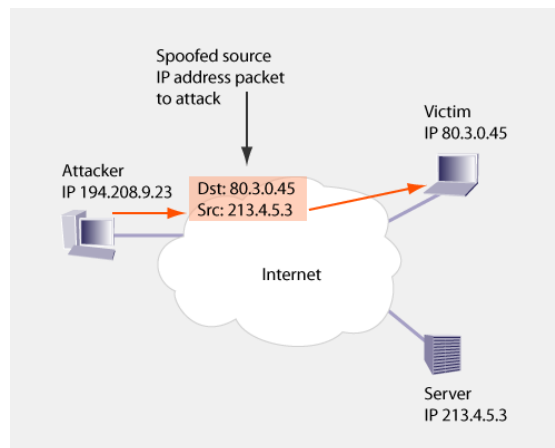 Spoofed source
IP address packet
to attack
Victim
IP 80.3.0.45
Attacker
IP 194.208.9.23
Dst: 80.3.0.45
Src: 213.4.5.3
Internet
Server
IP 213.4.5.3